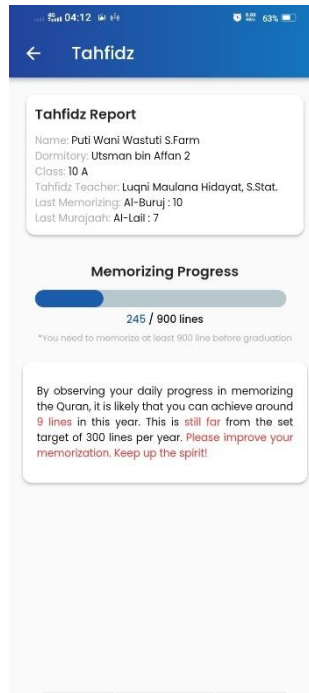 04:12
63%
Tahfidz
Tahfidz Report
Name: Puti Wani Wastuti S.Farm
Dormitory: Utsman bin Affan 2
Class: 10 A
Tahfidz Teacher: Luqni Maulana Hidayat, S.Stat.
Last Memorizing: Al-Buruj : 10
Last Murajaah: Al-Lail : 7
Memorizing Progress
245 / 900 lines
*You need to memorize at least 900 line before graduation
By observing your daily progress in memorizing
the Quran, it is likely that you can achieve around
9 lines in this year. This is still far from the set
target of 300 lines per year. Please improve your
memorization. Keep up the spirit!